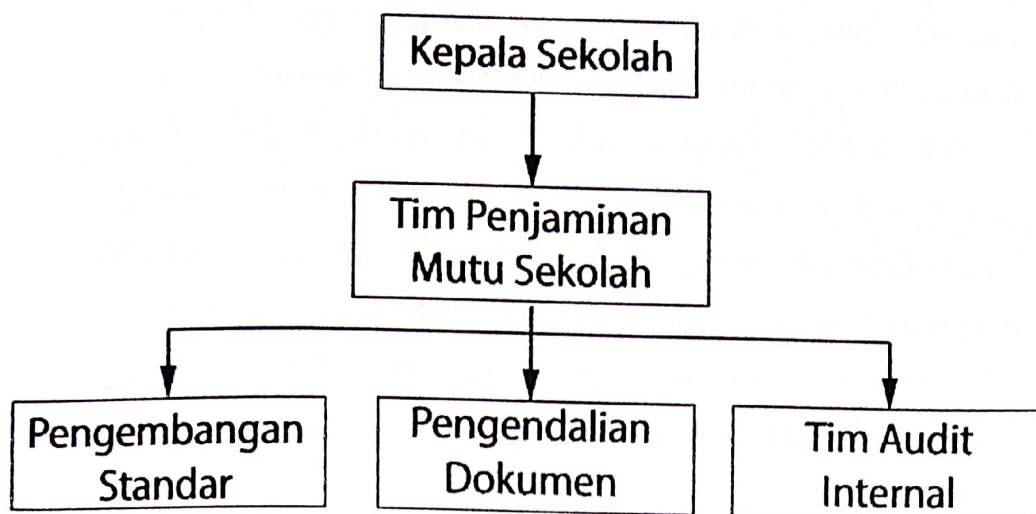 Kepala Sekolah
Tim Penjaminan
Mutu Sekolah
Pengembangan
Standar
Pengendalian
Dokumen
Tim Audit
Internal